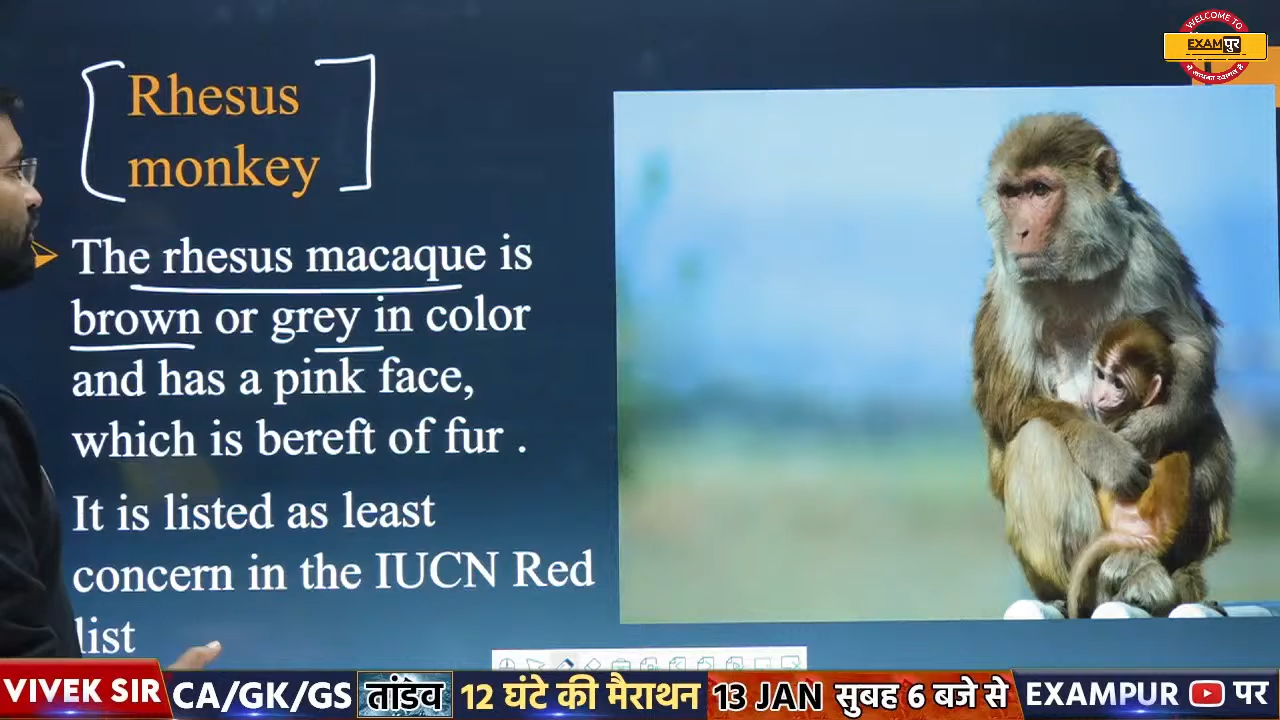 WELCOME TO
EXAMपुर
Rhesus
monkey
The rhesus macaque is
brown or grey in color
and has a pink face,
which is bereft of fur .
It is listed as least
concern in the IUCN Red
list
VIVEK SIR CA/GK/GS तांडव 12 घंटे की मैराथन 13 JAN सुबह 6 बजे से EXAMPUR पर